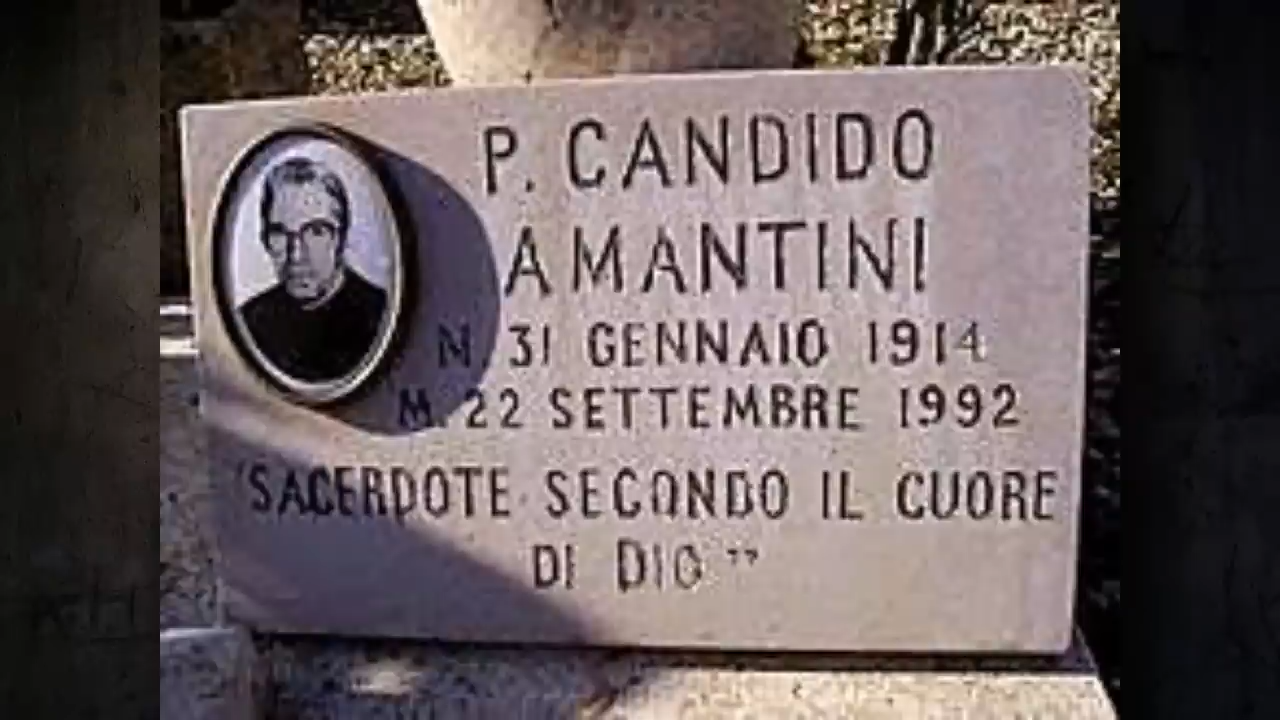 P. CANDIDO
AMANTINI
N. 31 GENNAIO 1914
M. 22 SETTEMBRE 1992
"SACERDOTE SECONDO IL CUORE
DI DIO"